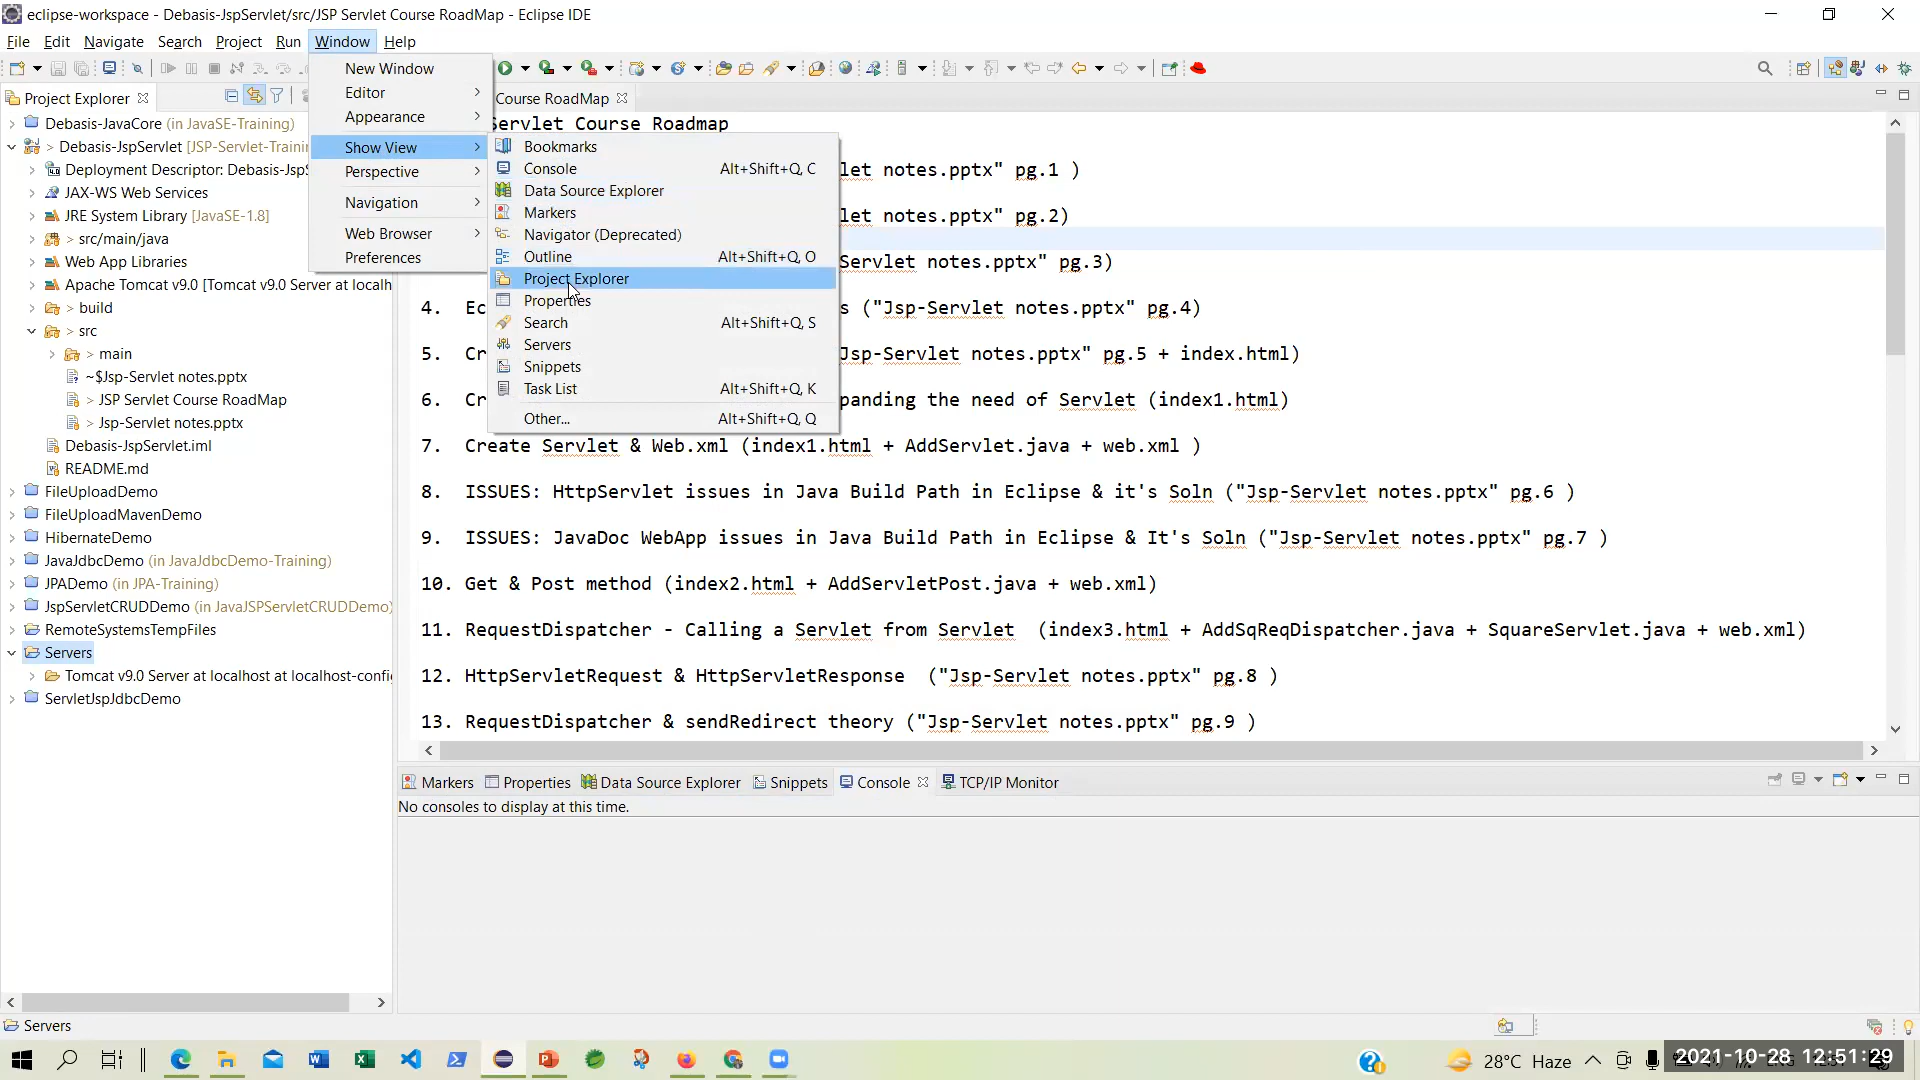 eclipse-workspace - Debasis-JspServlet/src/JSP Servlet Course RoadMap - Eclipse IDE
File Edit Navigate Search Project Run Window Help
Project Explorer
Debasis-JavaCore (in JavaSE-Training)
> Debasis-JspServlet [JSP-Servlet-Trainin
Deployment Descriptor: Debasis-JspS
JAX-WS Web Services
JRE System Library [JavaSE-1.8]
> src/main/java
Web App Libraries
Apache Tomcat v9.0 [Tomcat v9.0 Server at localh
> build
> src
> main
~$Jsp-Servlet notes.pptx
> JSP Servlet Course RoadMap
> Jsp-Servlet notes.pptx
Debasis-JspServlet.iml
README.md
FileUploadDemo
FileUploadMavenDemo
HibernateDemo
JavaJdbcDemo (in JavaJdbcDemo-Training)
JPADemo (in JPA-Training)
JspServletCRUDDemo (in JavaJSPServletCRUDDemo)
RemoteSystemsTempFiles
Servers
Tomcat v9.0 Server at localhost at localhost-confi
ServletJspJdbcDemo
New Window
Editor
Appearance
Show View
Perspective
Navigation
Web Browser
Preferences
Bookmarks
Console Alt+Shift+Q, C
Data Source Explorer
Markers
Navigator (Deprecated)
Outline Alt+Shift+Q, O
Project Explorer
Properties
Search Alt+Shift+Q, S
Servers
Snippets
Task List Alt+Shift+Q, K
Other... Alt+Shift+Q, Q
Course RoadMap
Servlet Course Roadmap
let notes.pptx" pg.1 )
let notes.pptx" pg.2)
Servlet notes.pptx" pg.3)
4. Ec s ("Jsp-Servlet notes.pptx" pg.4)
5. Cr Jsp-Servlet notes.pptx" pg.5 + index.html)
6. Cr panding the need of Servlet (index1.html)
7. Create Servlet & Web.xml (index1.html + AddServlet.java + web.xml )
8. ISSUES: HttpServlet issues in Java Build Path in Eclipse & it's Soln ("Jsp-Servlet notes.pptx" pg.6 )
9. ISSUES: JavaDoc WebApp issues in Java Build Path in Eclipse & It's Soln ("Jsp-Servlet notes.pptx" pg.7 )
10. Get & Post method (index2.html + AddServletPost.java + web.xml)
11. RequestDispatcher - Calling a Servlet from Servlet (index3.html + AddSqReqDispatcher.java + SquareServlet.java + web.xml)
12. HttpServletRequest & HttpServletResponse ("Jsp-Servlet notes.pptx" pg.8 )
13. RequestDispatcher & sendRedirect theory ("Jsp-Servlet notes.pptx" pg.9 )
Markers Properties Data Source Explorer Snippets Console TCP/IP Monitor
No consoles to display at this time.
Servers
28°C Haze
2021-10-28 12:51:29